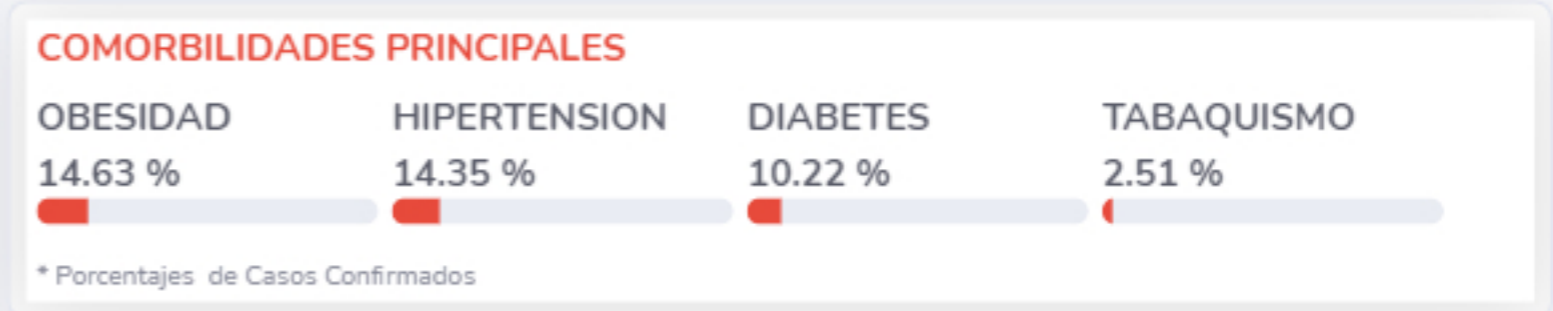 COMORBILIDADES PRINCIPALES
OBESIDAD HIPERTENSION DIABETES TABAQUISMO
14.63 % 14.35 % 10.22 % 2.51 %
* Porcentajes de Casos Confirmados